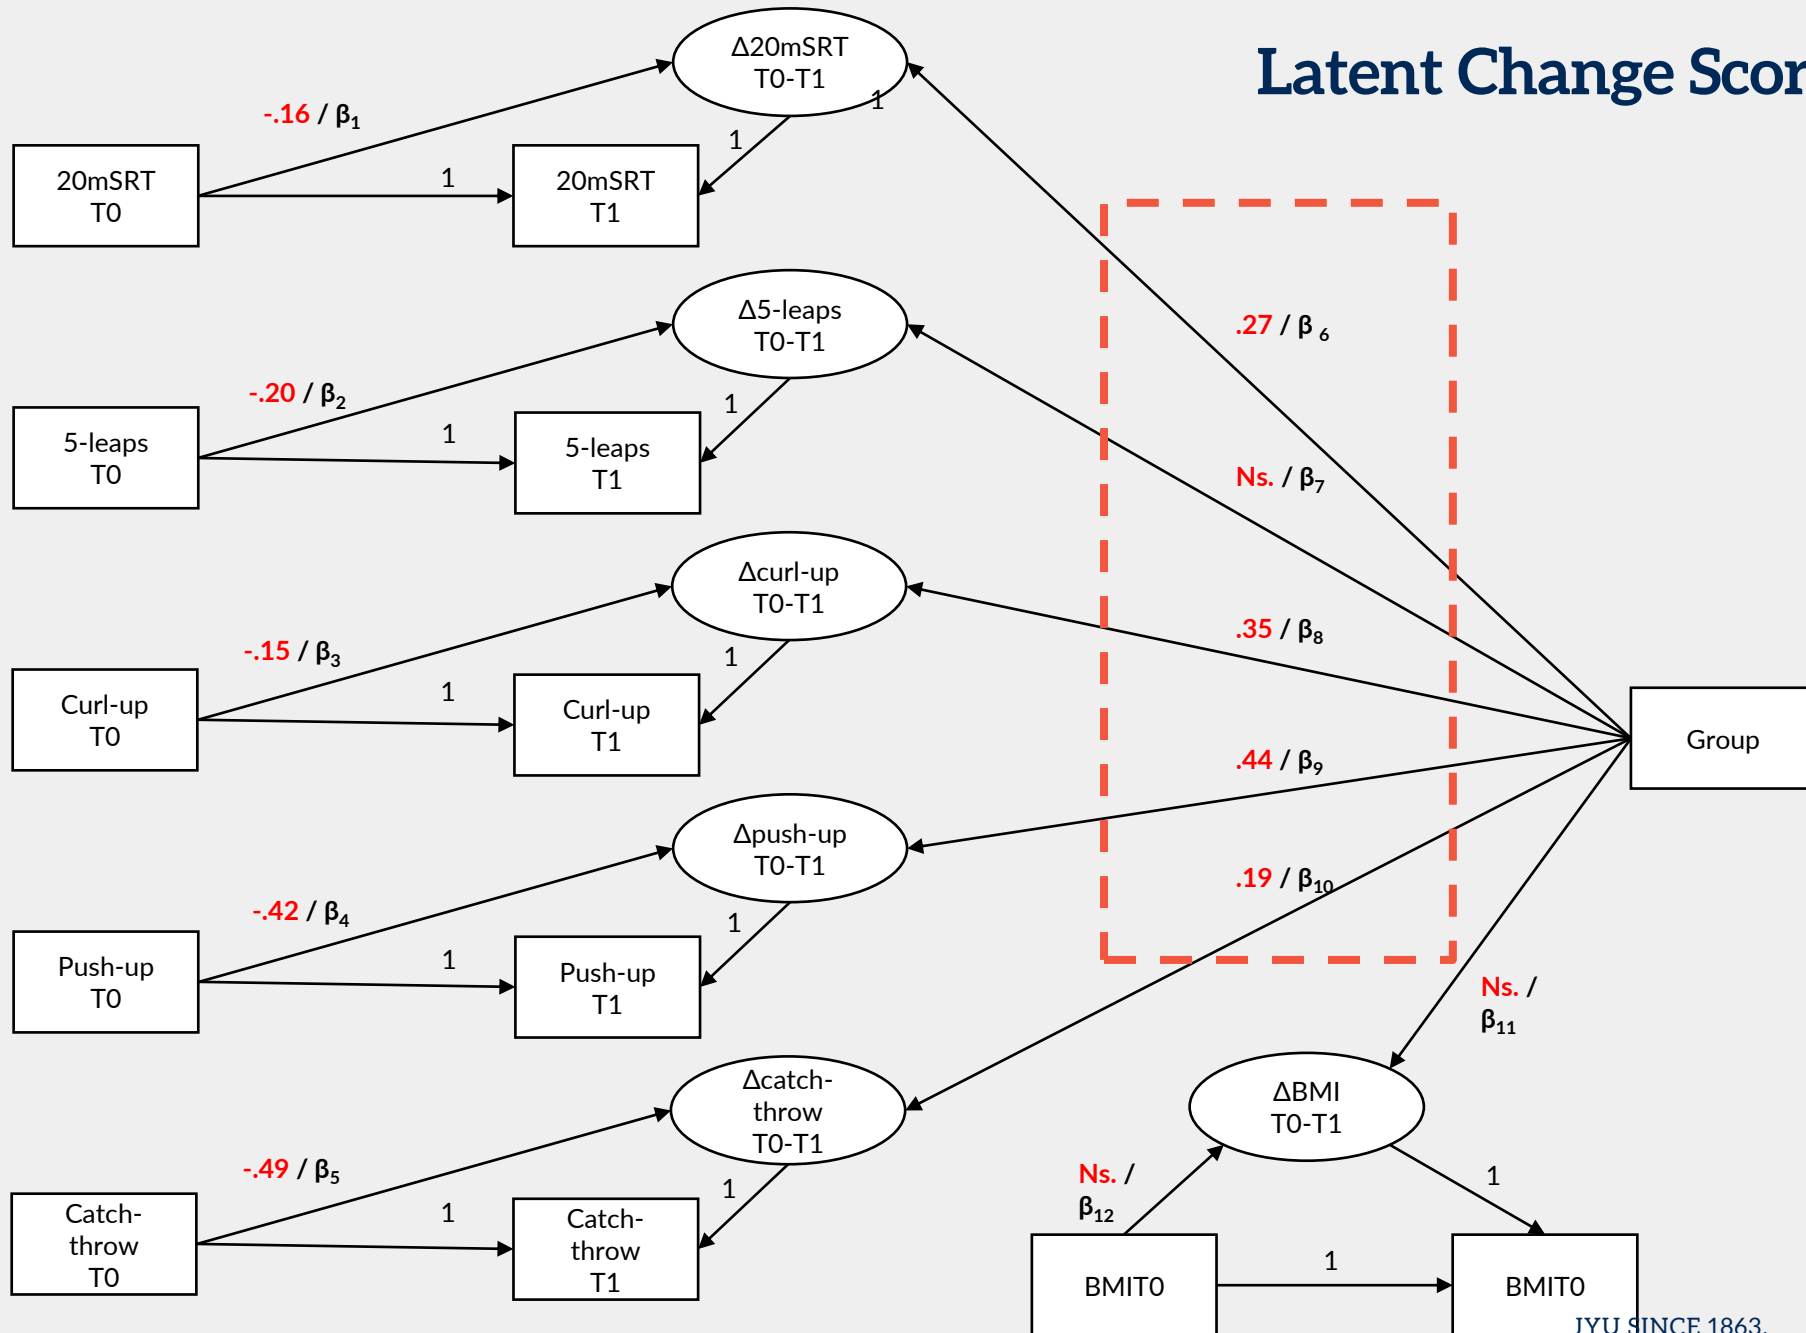 Latent Change Scor
Δ20mSRT
T0-T1
1
-.16 / β1
1
20mSRT
T0
1
20mSRT
T1
Δ5-leaps
T0-T1
.27 / β 6
-.20 / β2
1
5-leaps
T0
1
5-leaps
T1
Ns. / β7
Δcurl-up
T0-T1
.35 / β8
-.15 / β3
1
Curl-up
T0
1
Curl-up
T1
Group
.44 / β9
Δpush-up
T0-T1
.19 / β10
-.42 / β4
1
Push-up
T0
1
Push-up
T1
Ns. /
β11
Δcatch-
throw
T0-T1
ΔBMI
T0-T1
-.49 / β5
1
Ns. /
β12
1
Catch-
throw
T0
1
Catch-
throw
T1
BMIT0
1
BMIT0
JYU SINCE 1863.